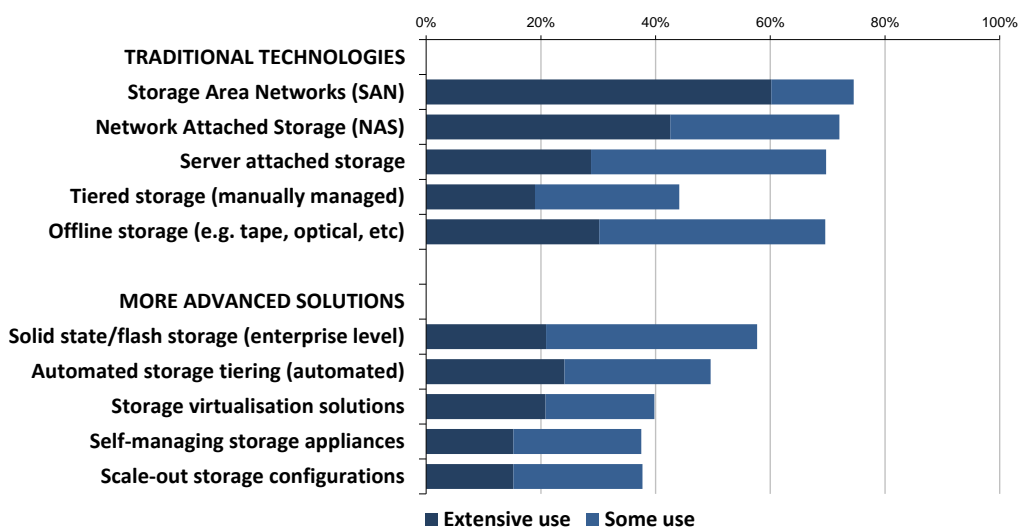 0% 20% 40% 60% 80% 100%
TRADITIONAL TECHNOLOGIES
Storage Area Networks (SAN)
Network Attached Storage (NAS)
Server attached storage
Tiered storage (manually managed)
Offline storage (e.g. tape, optical, etc)
MORE ADVANCED SOLUTIONS
Solid state/flash storage (enterprise level)
Automated storage tiering (automated)
Storage virtualisation solutions
Self-managing storage appliances
Scale-out storage configurations
Extensive use Some use